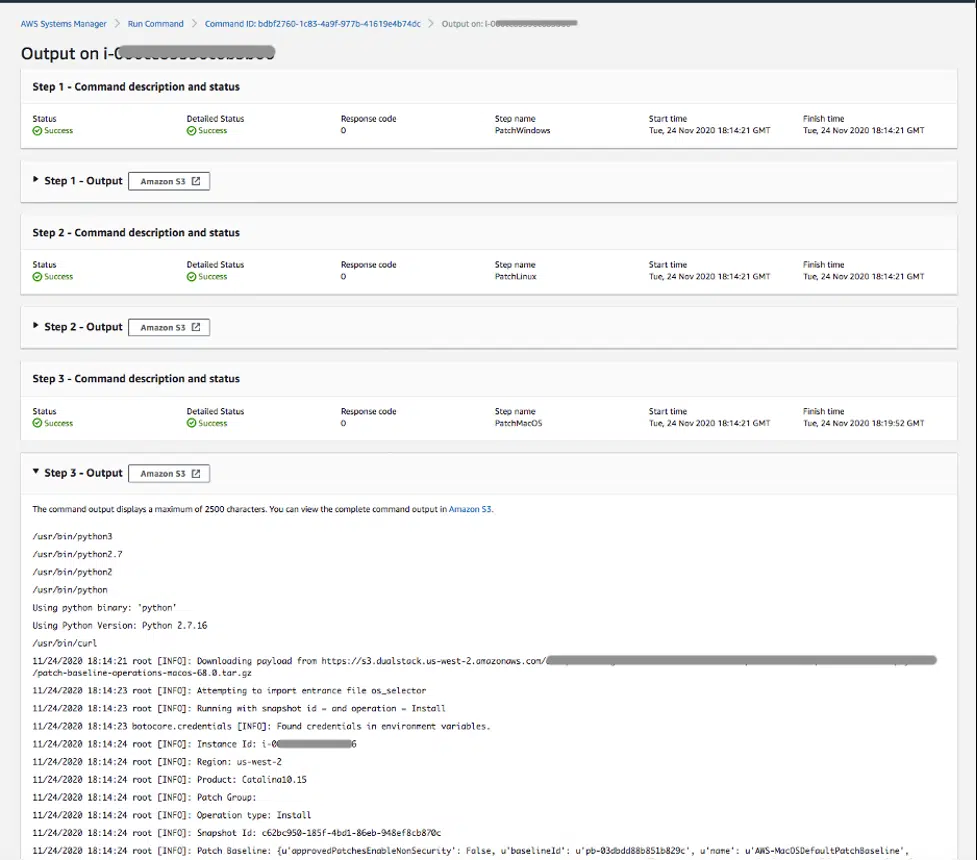 AWS Systems Manager > Run Command > Command ID: bdbf2760-1c83-4a9f-977b-41619e4b74dc > Output on: i-0
Output on i-0
Step 1 - Command description and status
Status Detailed Status Response code Step name Start time Finish time
Success Success 0 PatchWindows Tue, 24 Nov 2020 18:14:21 GMT Tue, 24 Nov 2020 18:14:21 GMT
Step 1 - Output Amazon S3
Step 2 - Command description and status
Status Detailed Status Response code Step name Start time Finish time
Success Success 0 PatchLinux Tue, 24 Nov 2020 18:14:21 GMT Tue, 24 Nov 2020 18:14:21 GMT
Step 2 - Output Amazon S3
Step 3 - Command description and status
Status Detailed Status Response code Step name Start time Finish time
Success Success 0 PatchMacOS Tue, 24 Nov 2020 18:14:21 GMT Tue, 24 Nov 2020 18:19:52 GMT
Step 3 - Output Amazon S3
The command output displays a maximum of 2500 characters. You can view the complete command output in Amazon S3.
/usr/bin/python3
/usr/bin/python2.7
/usr/bin/python2
/usr/bin/python
Using python binary: 'python'
Using Python Version: Python 2.7.16
/usr/bin/curl
11/24/2020 18:14:21 root [INFO]: Downloading payload from https://s3.dualstack.us-west-2.amazonaws.com/
/patch-baseline-operations-macos-68.0.tar.gz
11/24/2020 18:14:23 root [INFO]: Attempting to import entrance file os_selector
11/24/2020 18:14:23 root [INFO]: Running with snapshot id = and operation = Install
11/24/2020 18:14:23 botocore.credentials [INFO]: Found credentials in environment variables.
11/24/2020 18:14:24 root [INFO]: Instance Id: i-0 6
11/24/2020 18:14:24 root [INFO]: Region: us-west-2
11/24/2020 18:14:24 root [INFO]: Product: Catalina10.15
11/24/2020 18:14:24 root [INFO]: Patch Group:
11/24/2020 18:14:24 root [INFO]: Operation type: Install
11/24/2020 18:14:24 root [INFO]: Snapshot Id: c62bc950-185f-4bd1-86eb-948ef8cb870c
11/24/2020 18:14:24 root [INFO]: Patch Baseline: {u'approvedPatchesEnableNonSecurity': False, u'baselineId': u'pb-03dbdd88b851b829c', u'name': u'AWS-MacOSDefaultPatchBaseline',